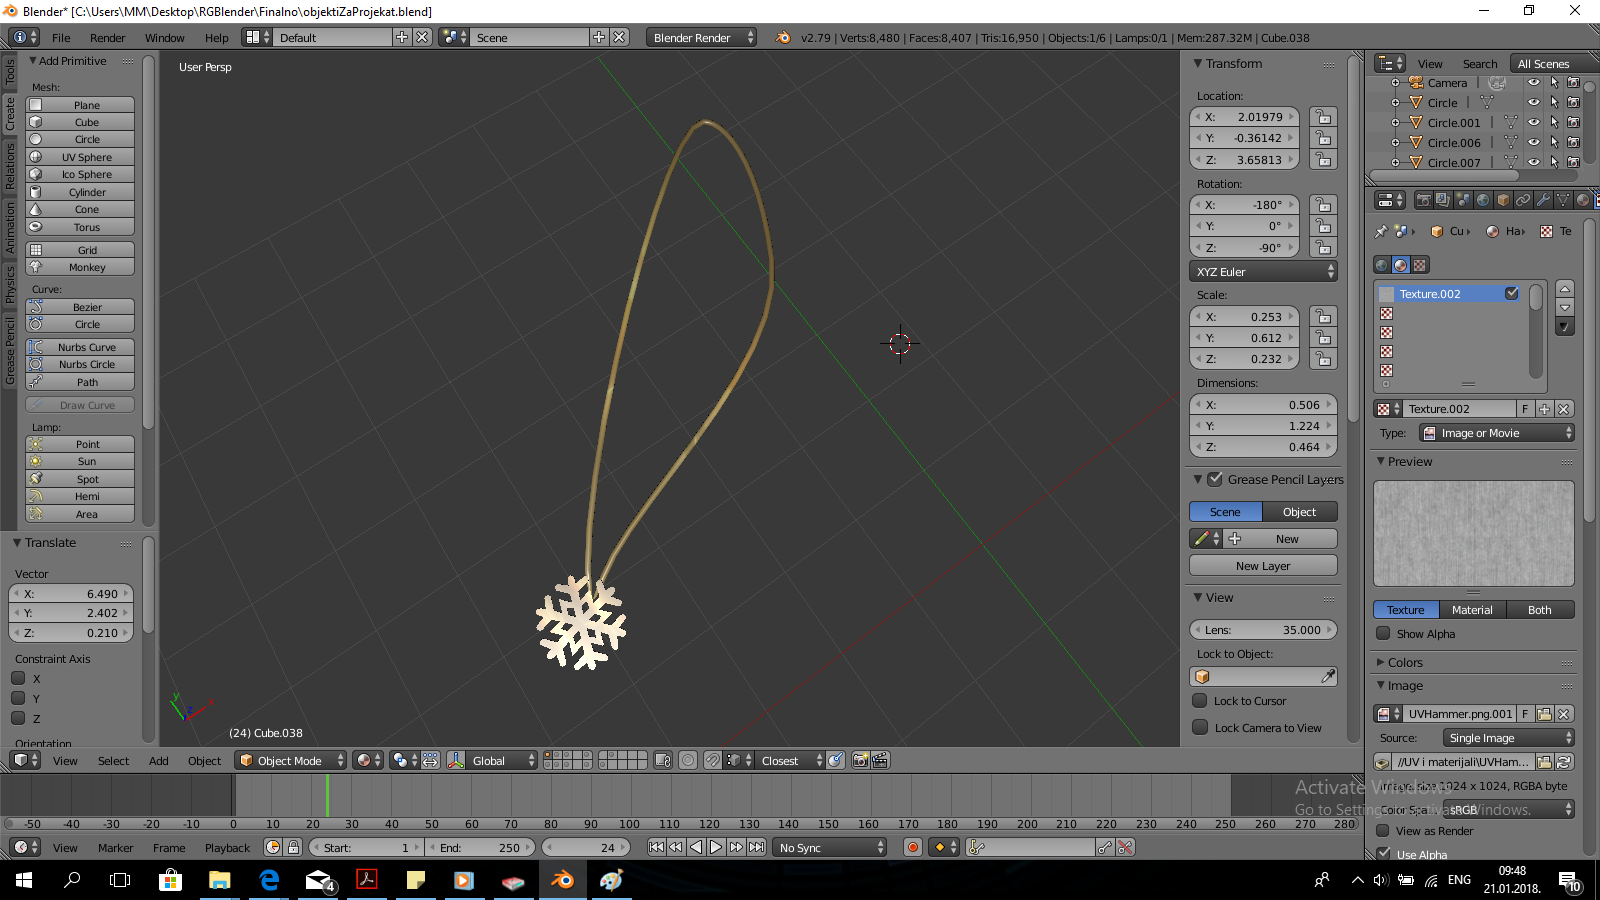 Blender* [C:\Users\MM\Desktop\RGBlender\Finalno\objektiZaProjekat.blend]
File Render Window Help Default Scene Blender Render v2.79 | Verts:8,480 | Faces:8,407 | Tris:16,950 | Objects:1/6 | Lamps:0/1 | Mem:287.32M | Cube.038
Tools
Create
Relations
Animation
Physics
Grease Pencil
Add Primitive
Mesh:
Plane
Cube
Circle
UV Sphere
Ico Sphere
Cylinder
Cone
Torus
Grid
Monkey
Curve:
Bezier
Circle
Nurbs Curve
Nurbs Circle
Path
Draw Curve
Lamp:
Point
Sun
Spot
Hemi
Area
Translate
Vector
X: 6.490
Y: 2.402
Z: 0.210
Constraint Axis
X
Y
Z
Orientation
User Persp
y
z
x
(24) Cube.038
Transform
Location:
X: 2.01979
Y: -0.36142
Z: 3.65813
Rotation:
X: -180°
Y: 0°
Z: -90°
XYZ Euler
Scale:
X: 0.253
Y: 0.612
Z: 0.232
Dimensions:
X: 0.506
Y: 1.224
Z: 0.464
Grease Pencil Layers
Scene Object
New
New Layer
View
Lens: 35.000
Lock to Object:
Lock to Cursor
Lock Camera to View
View Search All Scenes
Camera
Circle
Circle.001
Circle.006
Circle.007
Cu Ha Te
Texture.002
Texture.002 F
Type: Image or Movie
Preview
Texture Material Both
Show Alpha
Colors
Image
UVHammer.png.001 F
Source: Single Image
//UV i materijali\UVHam...
Image: size 1024 x 1024, RGBA byte
Color Spa sRGB
View as Render
Use Alpha
Activate Windows
Go to Settings to activate Windows.
View Select Add Object Object Mode Global Closest
-50 -40 -30 -20 -10 0 10 20 30 40 50 60 70 80 90 100 110 120 130 140 150 160 170 180 190 200 210 220 230 240 250 260 270 280
View Marker Frame Playback Start: 1 End: 250 24 No Sync
4
ENG
09:48
21.01.2018.
10